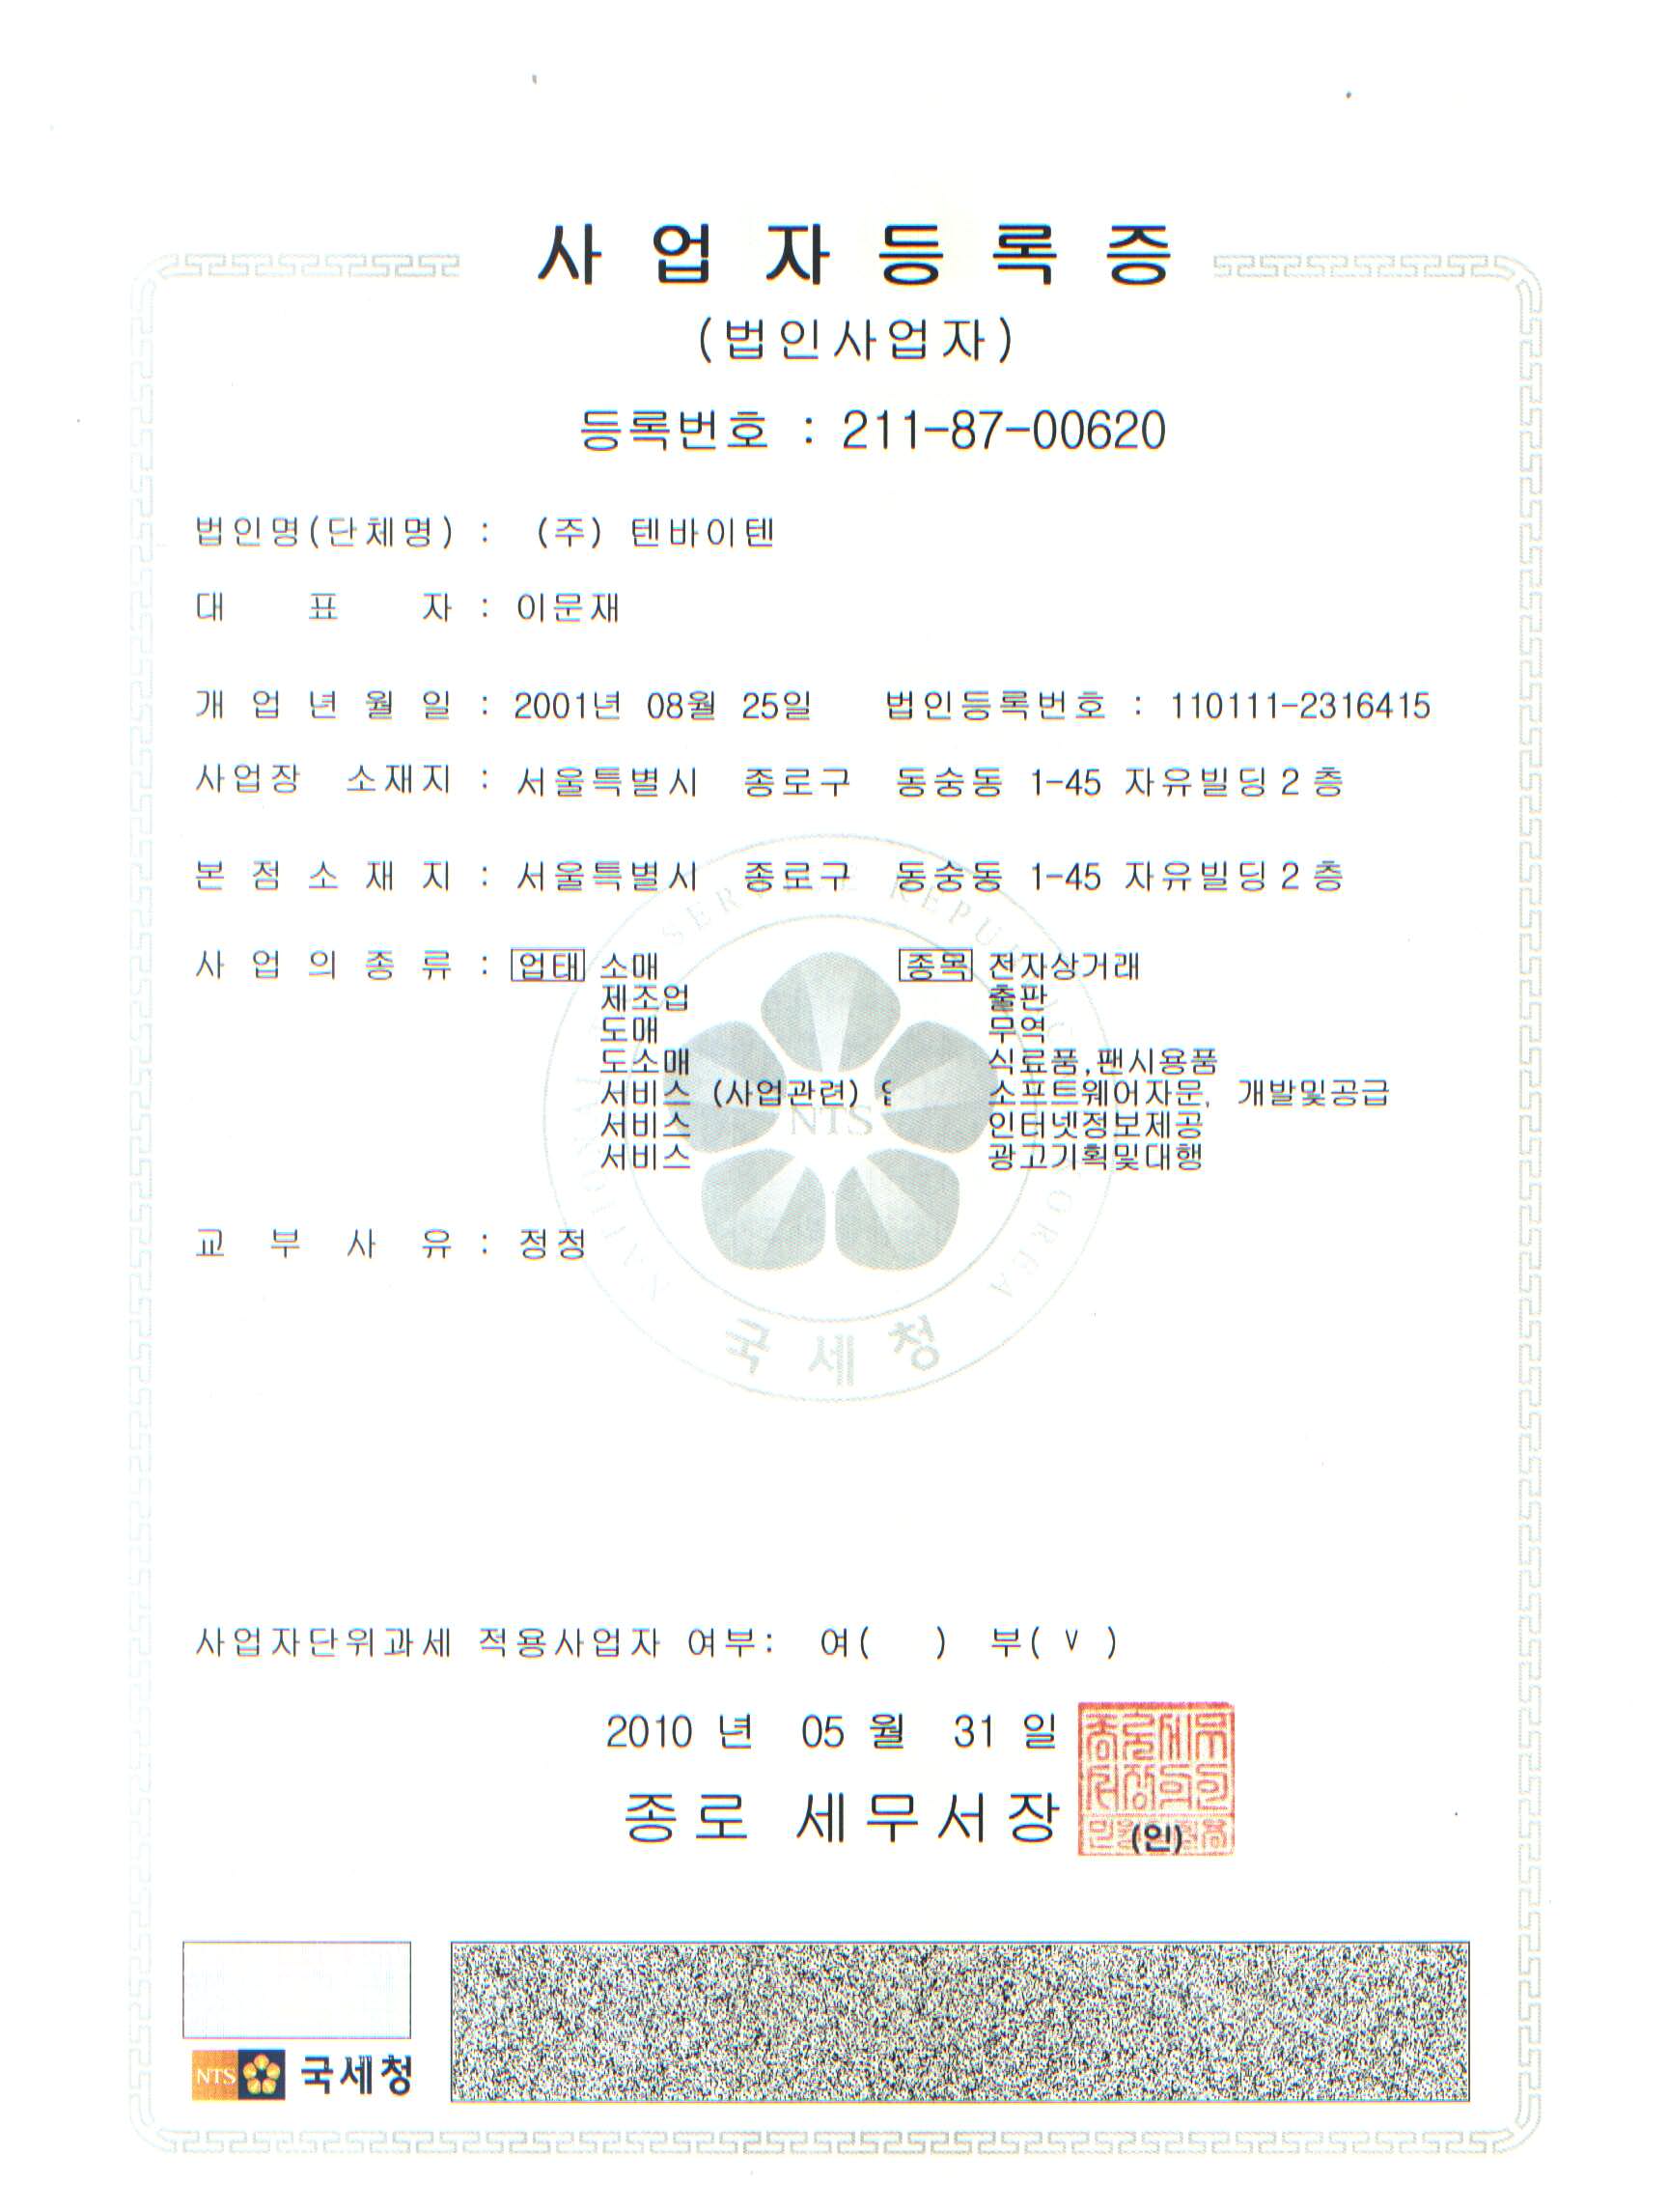 사업자등록증
(법인사업자)
등록번호 : 211-87-00620
법인명(단체명) : (주) 텐바이텐
대 표 자 : 이문재
개 업 년 월 일 : 2001년 08월 25일 법인등록번호 : 110111-2316415
사업장 소재지 : 서울특별시 종로구 동숭동 1-45 자유빌딩 2 층
본 점 소 재 지 : 서울특별시 종로구 동숭동 1-45 자유빌딩 2 층
사 업 의 종 류 : 업태 소매 종목 전자상거래
제조업 출판
도매 무역
도소매 식료품,팬시용품
서비스 (사업관련) 소프트웨어자문, 개발및공급
서비스 인터넷정보제공
서비스 광고기획및대행
NTS
교 부 사 유 : 정정
국세청
사업자단위과세 적용사업자 여부: 여( ) 부( v )
2010 년 05 월 31 일
종로 세무서장
(인)
NTS 국세청